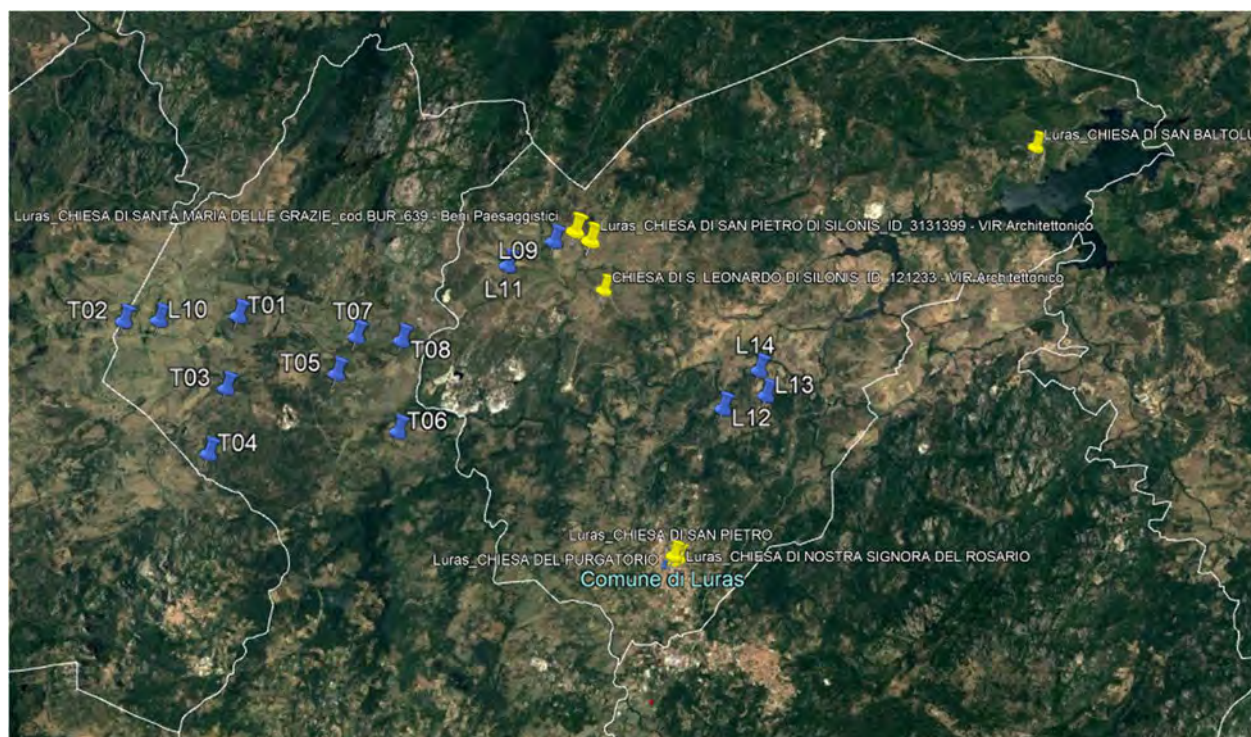 Luras_CHIESA DI SAN BALTOLU
Luras_CHIESA DI SANTA MARIA DELLE GRAZIE_cod.BUR_639 - Beni Paesaggistici
Luras_CHIESA DI SAN PIETRO DI SILONIS_ID_3131399 - VIR Architettonico
L09
L11
CHIESA DI S. LEONARDO DI SILONIS_ID_121233 - VIR Architettonico
T02
L10
T01
T07
T08
T03
T05
L14
L13
L12
T04
T06
Luras_CHIESA DI SAN PIETRO
Luras_CHIESA DEL PURGATORIO
Luras_CHIESA DI NOSTRA SIGNORA DEL ROSARIO
Comune di Luras